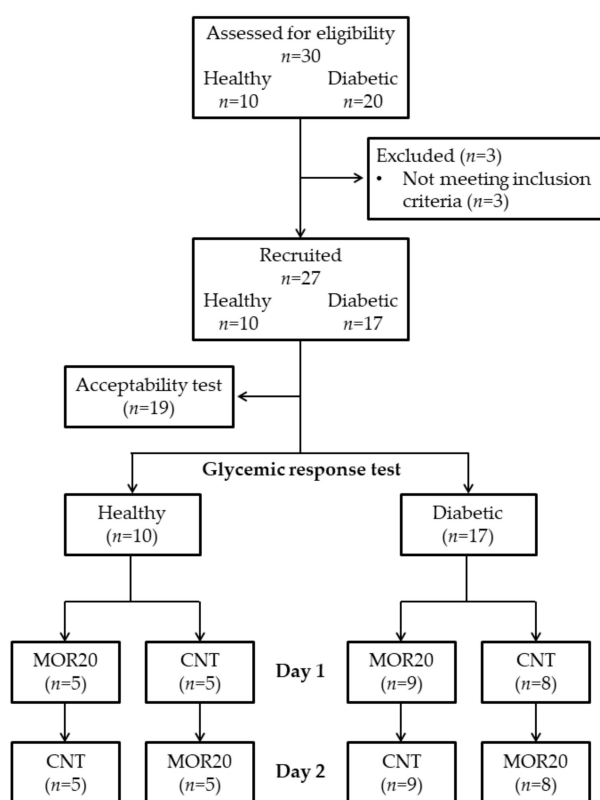 Assessed for eligibility
n=30
Healthy Diabetic
n=10 n=20
Excluded (n=3)
• Not meeting inclusion
criteria (n=3)
Recruited
n=27
Healthy Diabetic
n=10 n=17
Acceptability test
(n=19)
Glycemic response test
Healthy
(n=10)
Diabetic
(n=17)
MOR20
(n=5)
CNT
(n=5)
Day 1
MOR20
(n=9)
CNT
(n=8)
CNT
(n=5)
MOR20
(n=5)
Day 2
CNT
(n=9)
MOR20
(n=8)